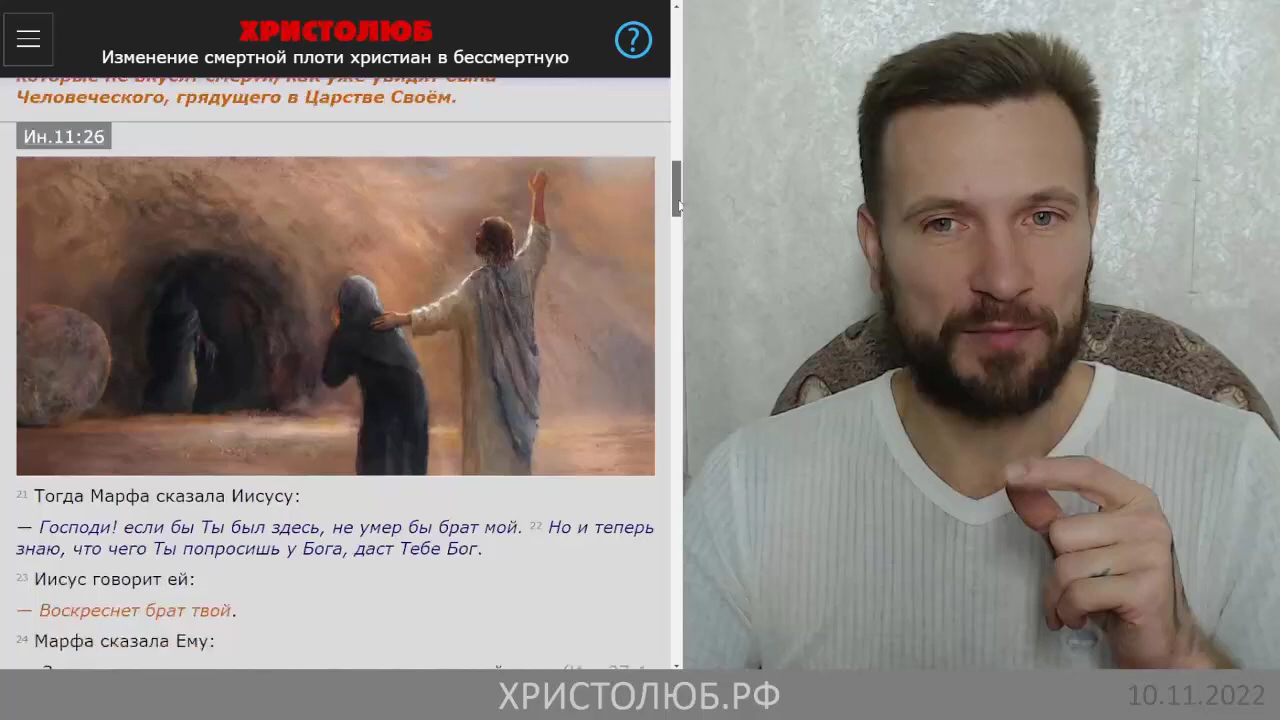 ХРИСТОЛЮБ
Изменение смертной плоти христиан в бессмертную
?
Человеческого, грядущего в Царстве Своём.
Ин.11:26
21 Тогда Марфа сказала Иисусу:
— Господи! если бы Ты был здесь, не умер бы брат мой. 22 Но и теперь
знаю, что чего Ты попросишь у Бога, даст Тебе Бог.
23 Иисус говорит ей:
— Воскреснет брат твой.
24 Марфа сказала Ему:
ХРИСТОЛЮБ.РФ
10.11.2022